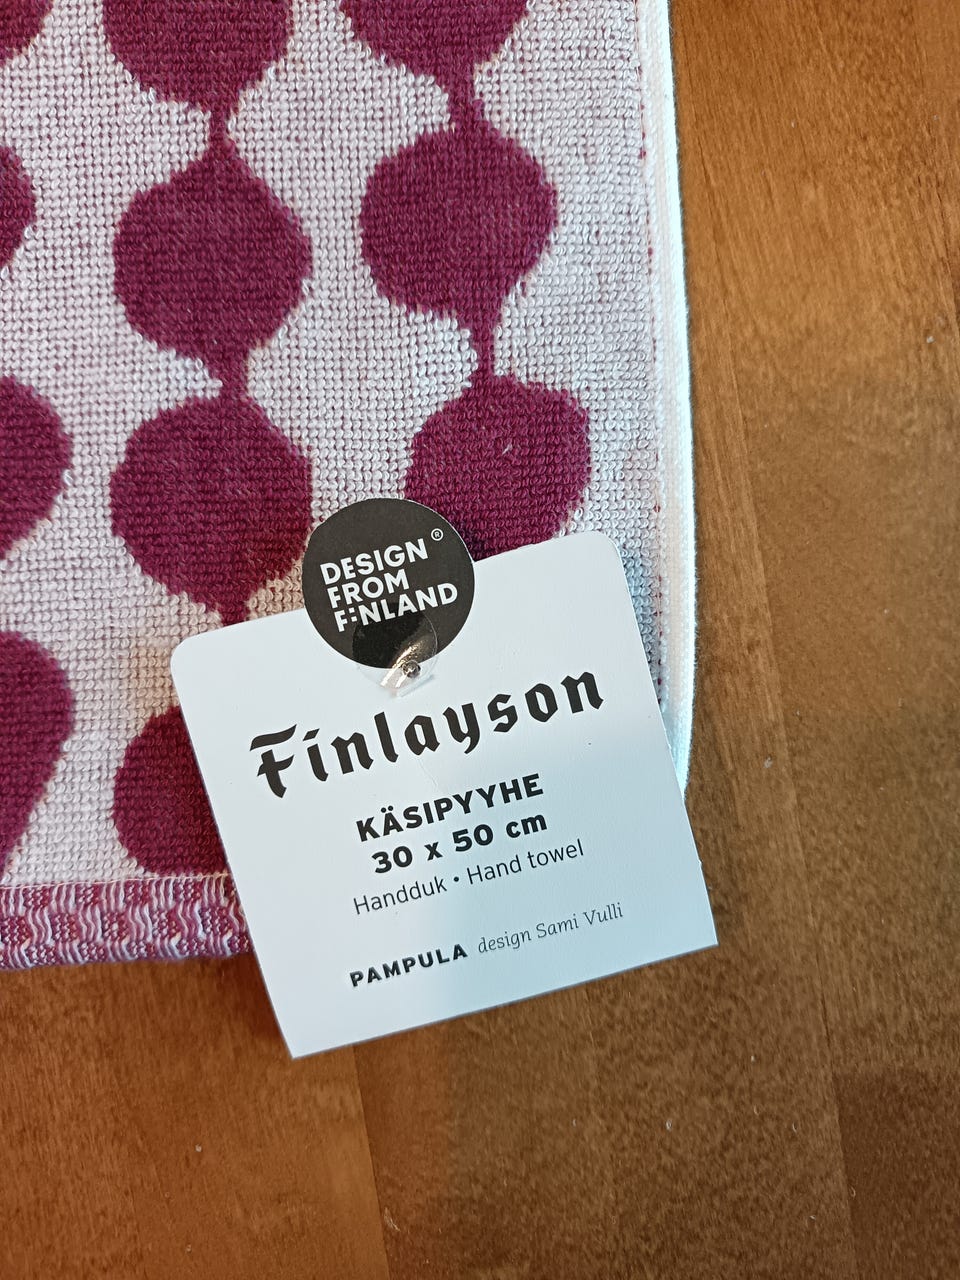 DESIGN ®
FROM
FINLAND
Finlayson
KÄSIPYYHE
30 x 50 cm
Handduk • Hand towel
PAMPULA design Sami Vulli